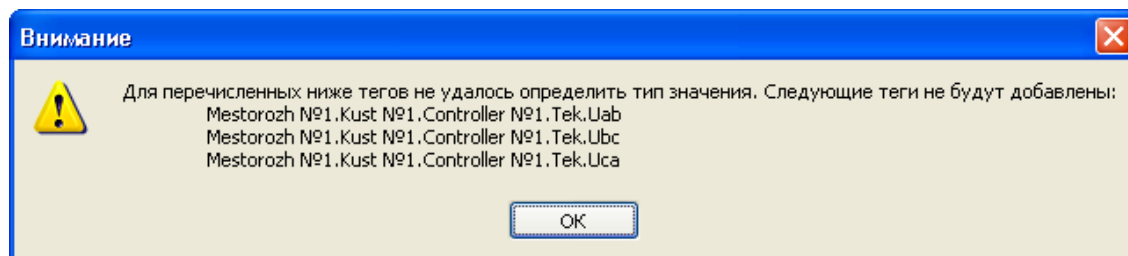 Внимание
Для перечисленных ниже тегов не удалось определить тип значения. Следующие теги не будут добавлены:
Mestorozh №1.Kust №1.Controller №1.Tek.Uab
Mestorozh №1.Kust №1.Controller №1.Tek.Ubc
Mestorozh №1.Kust №1.Controller №1.Tek.Uca
ОК